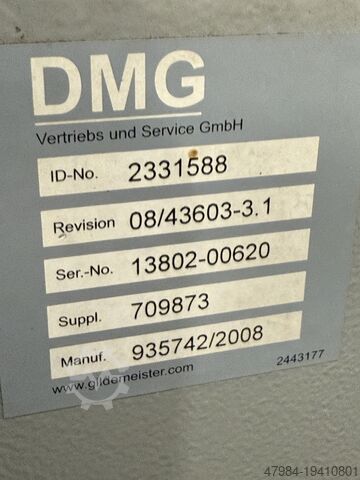 DMG
Vertriebs und Service GmbH
ID-No. 2331588
Revision 08/43603-3.1
Ser.-No. 13802-00620
Suppl. 709873
Manuf. 935742/2008
www.gildemeister.com 2443177
47984-19410801